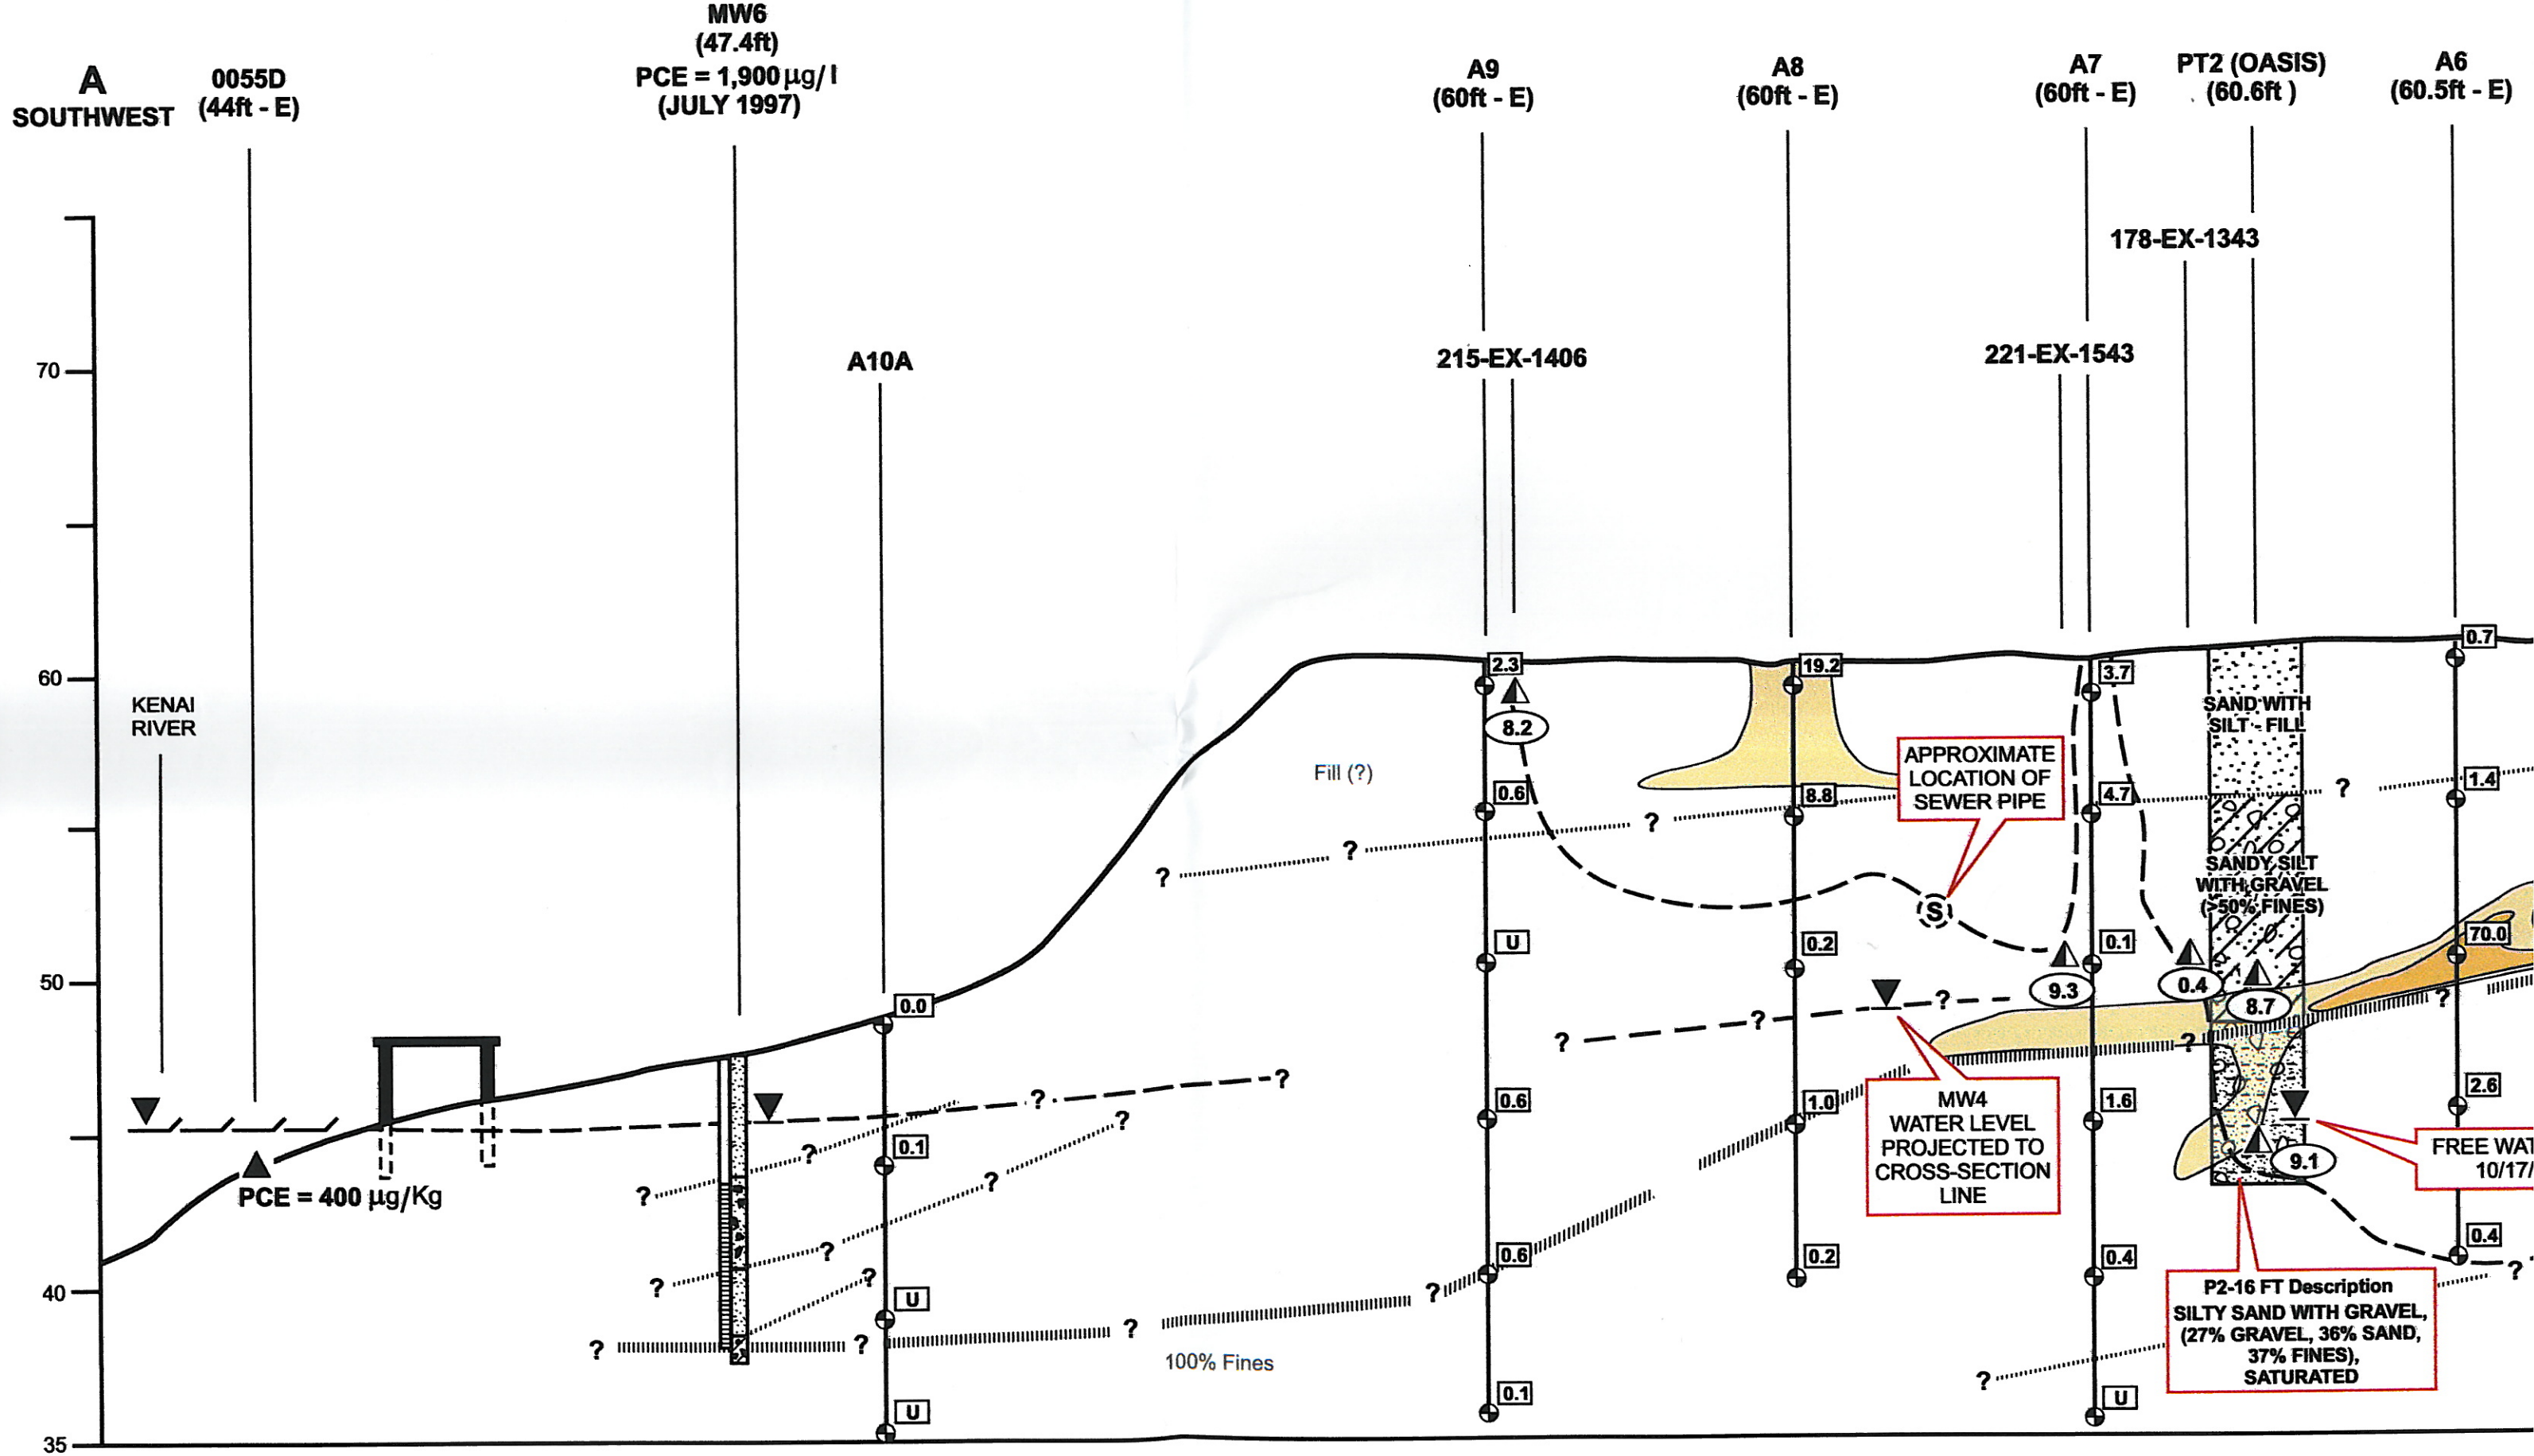 A
SOUTHWEST
0055D
(44ft - E)
MW6
(47.4ft)
PCE = 1,900 µg/l
(JULY 1997)
A9
(60ft - E)
A8
(60ft - E)
A7
(60ft - E)
PT2 (OASIS)
(60.6ft )
A6
(60.5ft - E)
178-EX-1343
A10A
215-EX-1406
221-EX-1543
70
60
50
40
35
KENAI
RIVER
2.3
19.2
3.7
0.7
8.2
SAND WITH
SILT - FILL
Fill (?)
APPROXIMATE
LOCATION OF
SEWER PIPE
0.6
8.8
4.7
1.4
?
?
?
?
SANDY SILT
WITH GRAVEL
(>50% FINES)
S
U
0.2
0.1
70.0
9.3
0.4
8.7
0.0
?
?
?
?
?
MW4
WATER LEVEL
PROJECTED TO
CROSS-SECTION
LINE
?
?
0.6
1.0
1.6
2.6
?
0.1
?
9.1
FREE WAT
10/17/
PCE = 400 µg/Kg
?
?
?
?
?
0.6
0.2
0.4
0.4
?
?
P2-16 FT Description
SILTY SAND WITH GRAVEL,
(27% GRAVEL, 36% SAND,
37% FINES),
SATURATED
U
?
?
?
100% Fines
?
0.1
U
U